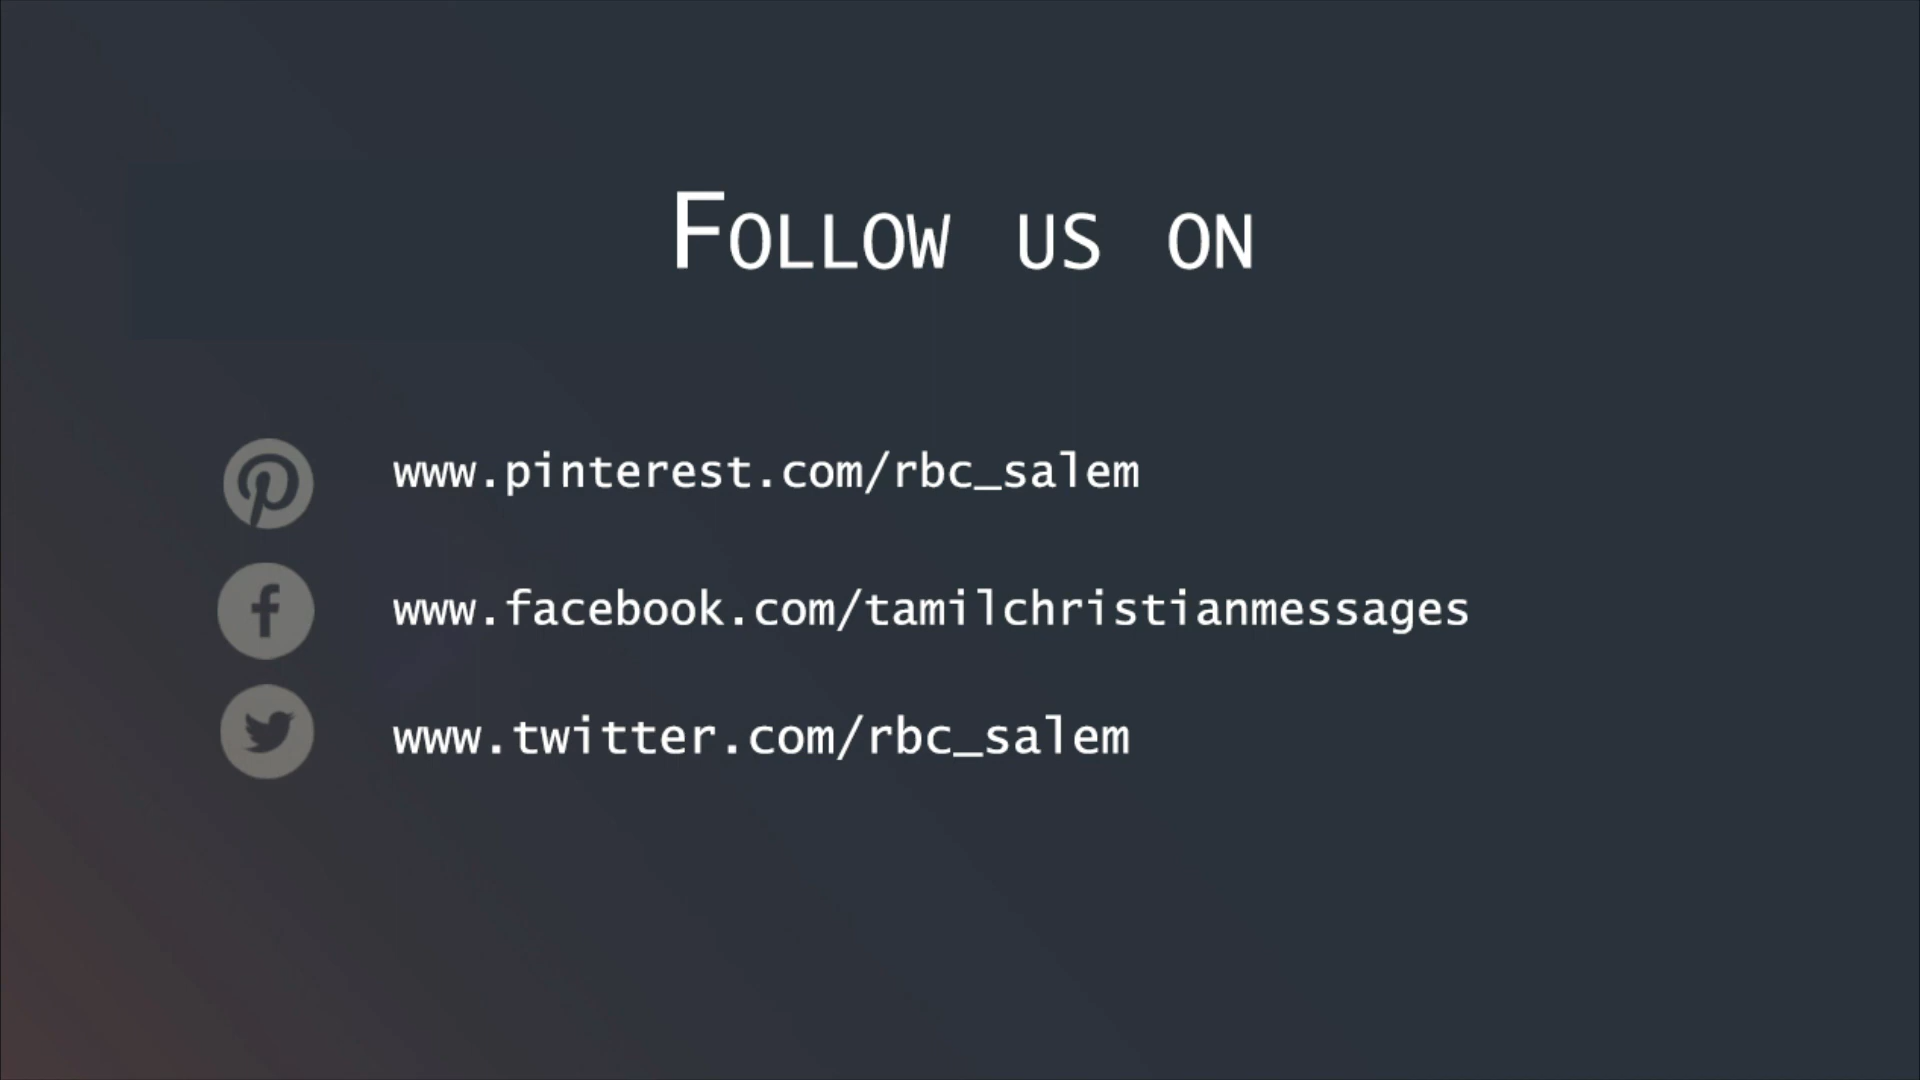 Follow us on
www.pinterest.com/rbc_salem
www.facebook.com/tamilchristianmessages
www.twitter.com/rbc_salem